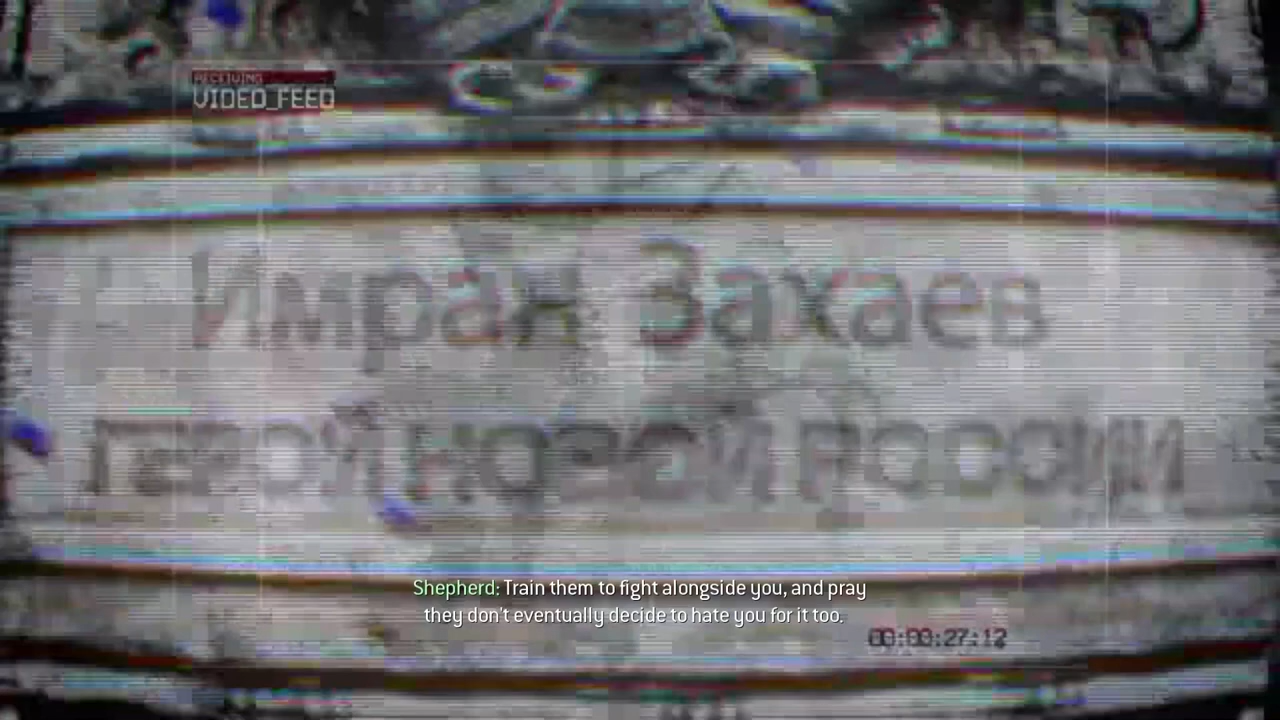 RECEIVING
VIDEO_FEED
Имран Захаев
ГЕРОЙ НОВОЙ РОССИИ
Shepherd: Train them to fight alongside you, and pray
they don't eventually decide to hate you for it too.
00:00:27:12